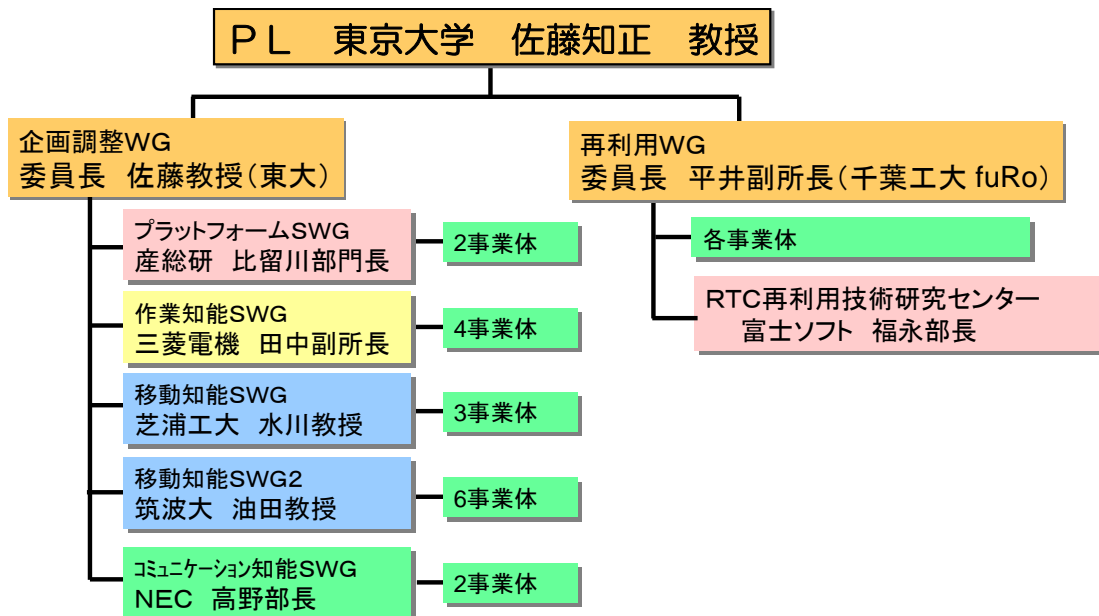 PL 東京大学 佐藤知正 教授
企画調整WG
委員長 佐藤教授(東大)
プラットフォームSWG
産総研 比留川部門長
2事業体
作業知能SWG
三菱電機 田中副所長
4事業体
移動知能SWG
芝浦工大 水川教授
3事業体
移動知能SWG2
筑波大 油田教授
6事業体
コミュニケーション知能SWG
NEC 高野部長
2事業体
再利用WG
委員長 平井副所長(千葉工大 fuRo)
各事業体
RTC再利用技術研究センター
富士ソフト 福永部長